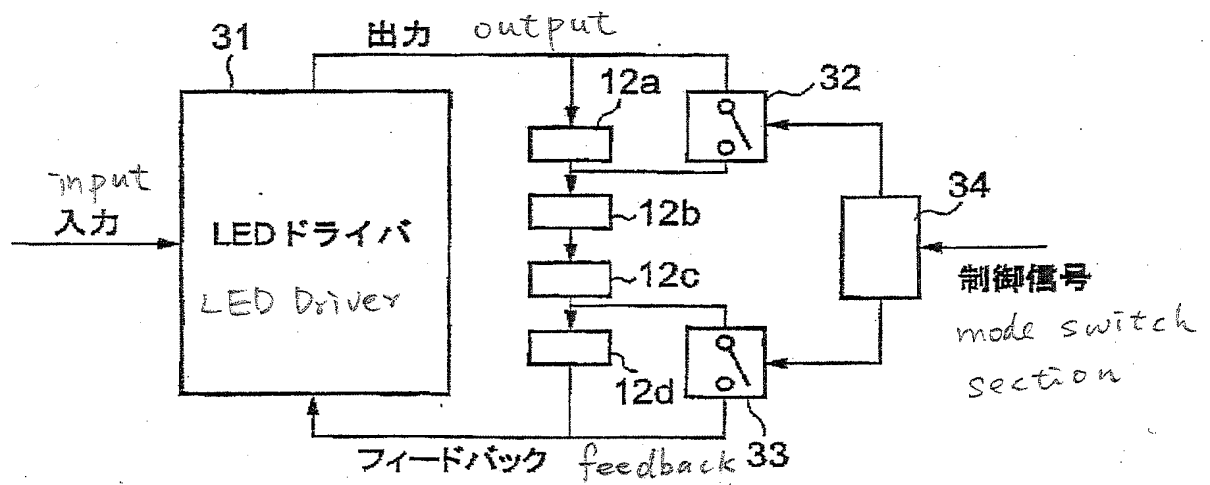 31
出力 output
12a
32
input
入力
LEDドライバ
LED Driver
12b
12c
34
制御信号
mode switch
section
12d
33
フィードバック feedback